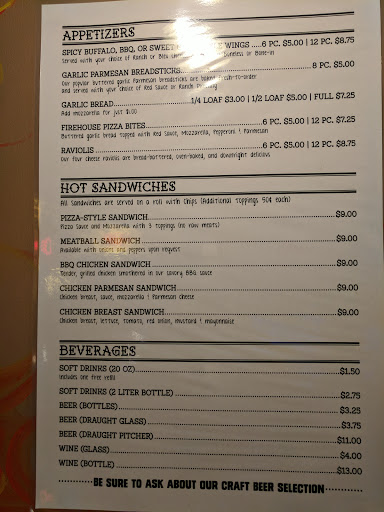 APPETIZERS
SPICY BUFFALO, BBQ, OR SWEET WINGS .....6 PC. $5.00 | 12 PC. $8.75
Served with your choice of Ranch or Bleu Boneless or Bone-in
GARLIC PARMESAN BREADSTICKS..........8 PC. $5.00
Our popular buttered garlic Parmesan breadsticks are baked fresh-to-order
and served with your choice of Red Sauce or Ranch
GARLIC BREAD..........1/4 LOAF $3.00 | 1/2 LOAF $5.00 | FULL $7.25
Add mozzarella for just $1.00
FIREHOUSE PIZZA BITES..........6 PC. $5.00 | 12 PC. $7.25
Buttered garlic bread topped with Red Sauce, Mozzarella, Pepperoni & Parmesan
RAVIOLIS..........6 PC. $5.00 | 12 PC. $8.75
Our four cheese raviolis are bread-battered, oven-baked, and downright delicious
HOT SANDWICHES
All Sandwiches are served on a roll with Chips (Additional toppings 50¢ each)
PIZZA-STYLE SANDWICH..........$9.00
Pizza Sauce and Mozzarella with 3 toppings (no raw meats)
MEATBALL SANDWICH..........$9.00
Available with onions and peppers upon request
BBQ CHICKEN SANDWICH..........$9.00
Tender, grilled chicken smothered in our savory BBQ sauce
CHICKEN PARMESAN SANDWICH..........$9.00
Chicken breast, sauce, mozzarella & Parmesan cheese
CHICKEN BREAST SANDWICH..........$9.00
Chicken breast, lettuce, tomato, red onion, mustard & mayonnaise
BEVERAGES
SOFT DRINKS (20 OZ)..........$1.50
Includes one free refill
SOFT DRINKS (2 LITER BOTTLE)..........$2.75
BEER (BOTTLES)..........$3.25
BEER (DRAUGHT GLASS)..........$3.75
BEER (DRAUGHT PITCHER)..........$11.00
WINE (GLASS)..........$4.00
WINE (BOTTLE)..........$13.00
BE SURE TO ASK ABOUT OUR CRAFT BEER SELECTION